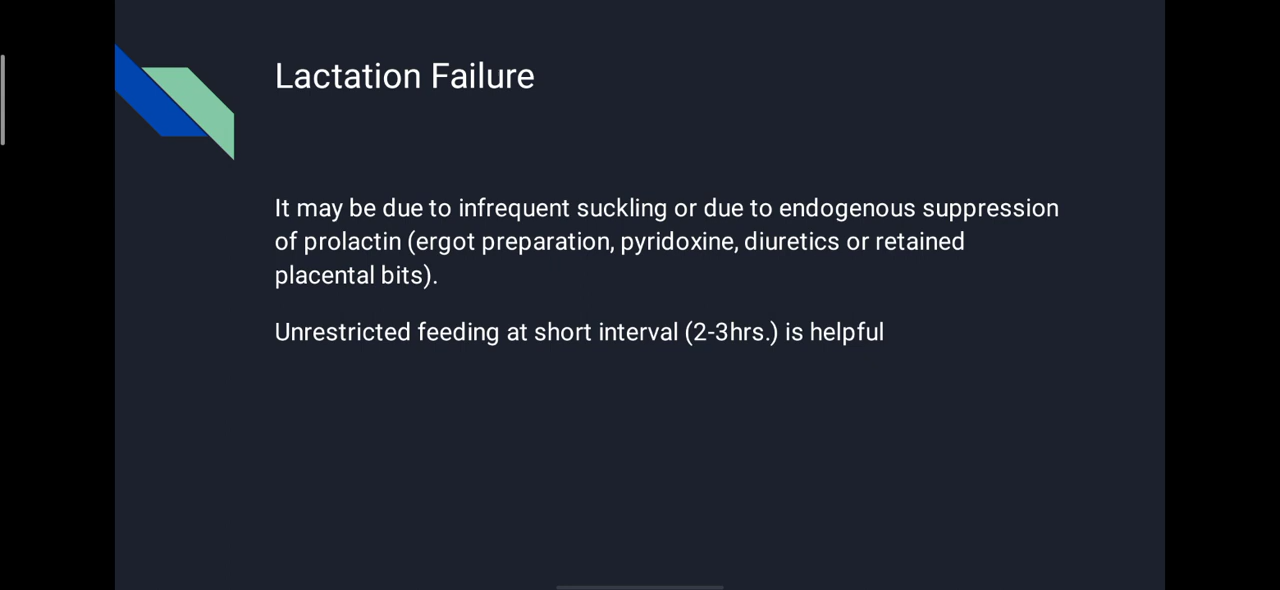 Lactation Failure
It may be due to infrequent suckling or due to endogenous suppression
of prolactin (ergot preparation, pyridoxine, diuretics or retained
placental bits).
Unrestricted feeding at short interval (2-3hrs.) is helpful